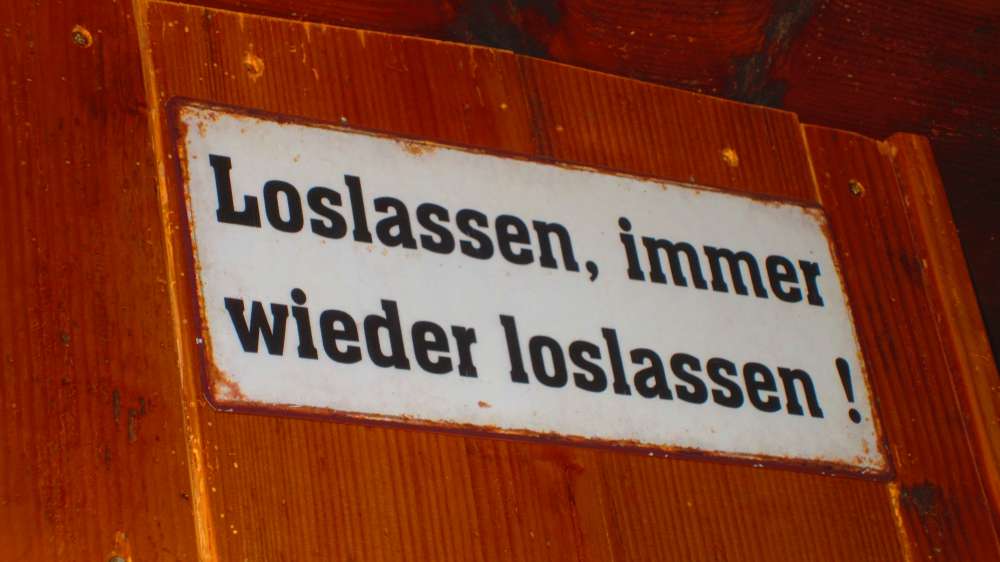 Loslassen, immer
wieder loslassen !